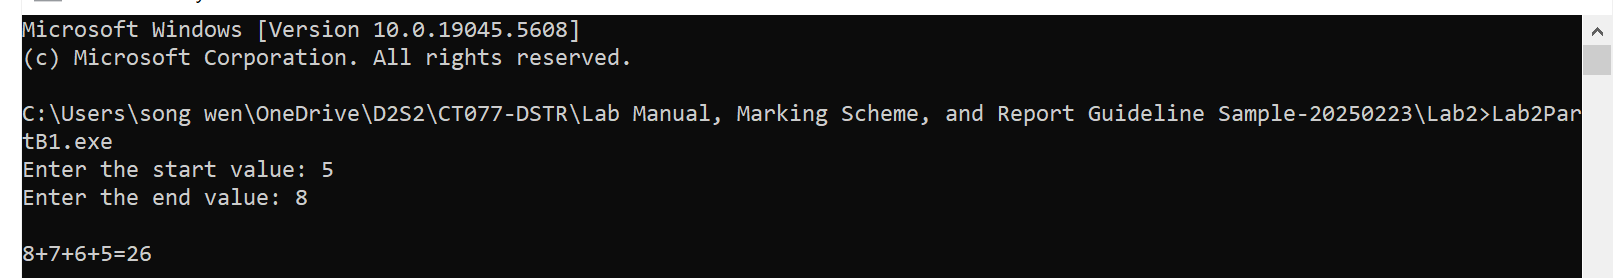 Microsoft Windows [Version 10.0.19045.5608]
(c) Microsoft Corporation. All rights reserved.
C:\Users\song wen\OneDrive\D2S2\CT077-DSTR\Lab Manual, Marking Scheme, and Report Guideline Sample-20250223\Lab2>Lab2Par
tB1.exe
Enter the start value: 5
Enter the end value: 8
8+7+6+5=26